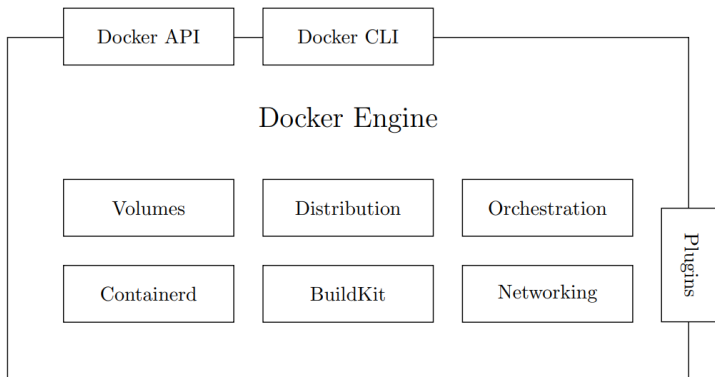 Docker API
Docker CLI
Docker Engine
Volumes
Distribution
Orchestration
Plugins
Containerd
BuildKit
Networking